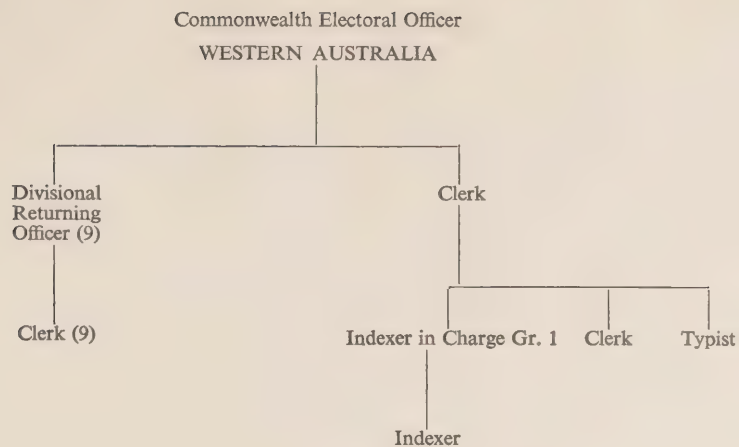 Commonwealth Electoral Officer
WESTERN AUSTRALIA
Divisional
Returning
Officer (9)
Clerk
Clerk (9)
Indexer in Charge Gr. 1 Clerk Typist
Indexer